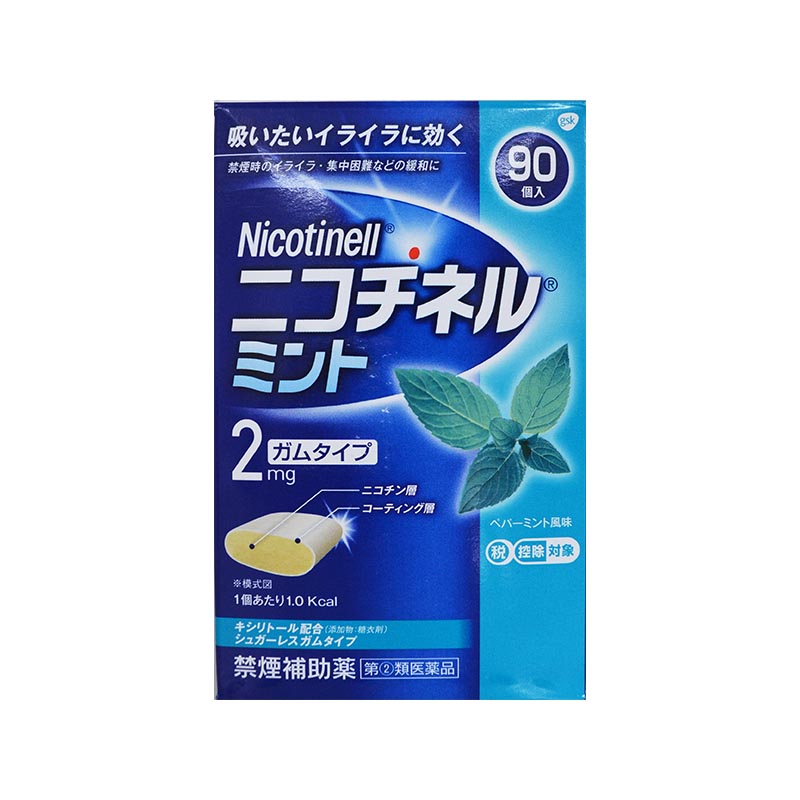 吸いたいイライラに効く
禁煙時のイライラ・集中困難などの緩和に
gsk
90
個入
Nicotinell®
ニコチネル®
ミント
2mg ガムタイプ
ニコチン層
コーティング層
※模式図
1個あたり1.0 Kcal
ペパーミント風味
税 控除 対象
キシリトール配合(添加物:糖衣剤)
シュガーレスガムタイプ
禁煙補助薬 第②類医薬品